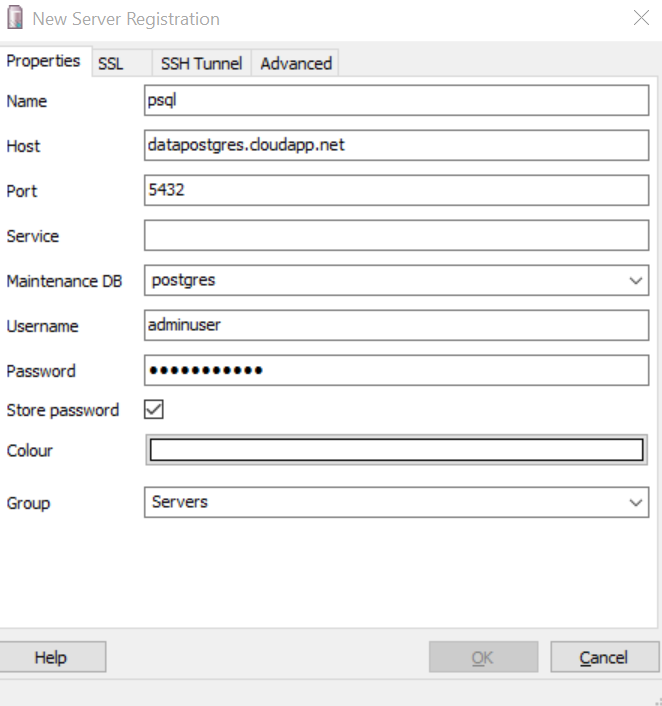 New Server Registration
Properties SSL SSH Tunnel Advanced
Name psql
Host datapostgres.cloudapp.net
Port 5432
Service
Maintenance DB postgres
Username adminuser
Password •••••••••••
Store password
Colour
Group Servers
Help OK Cancel